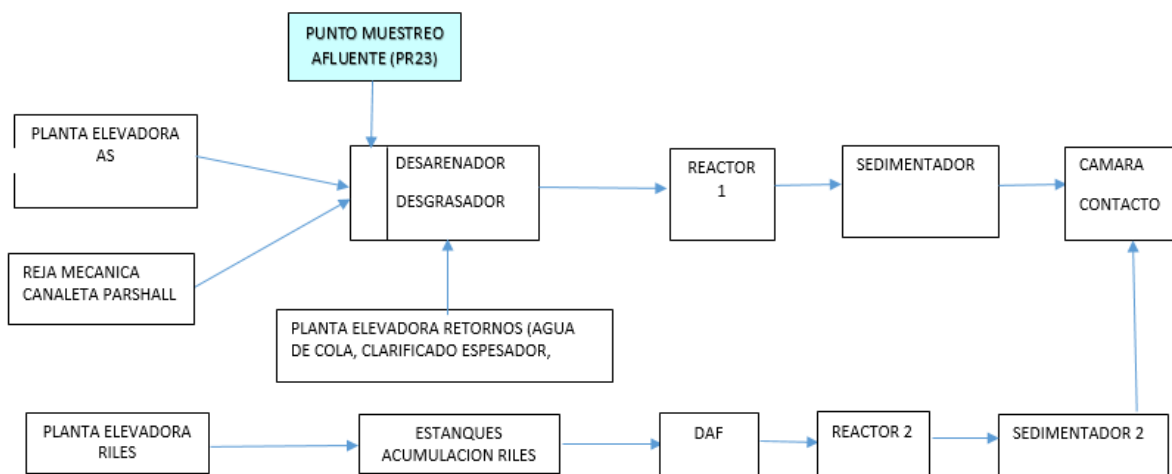 PUNTO MUESTREO
AFLUENTE (PR23)
PLANTA ELEVADORA
AS
DESARENADOR
DESGRASADOR
REACTOR
1
SEDIMENTADOR
CAMARA
CONTACTO
REJA MECANICA
CANALETA PARSHALL
PLANTA ELEVADORA RETORNOS (AGUA
DE COLA, CLARIFICADO ESPESADOR,
PLANTA ELEVADORA
RILES
ESTANQUES
ACUMULACION RILES
DAF
REACTOR 2
SEDIMENTADOR 2